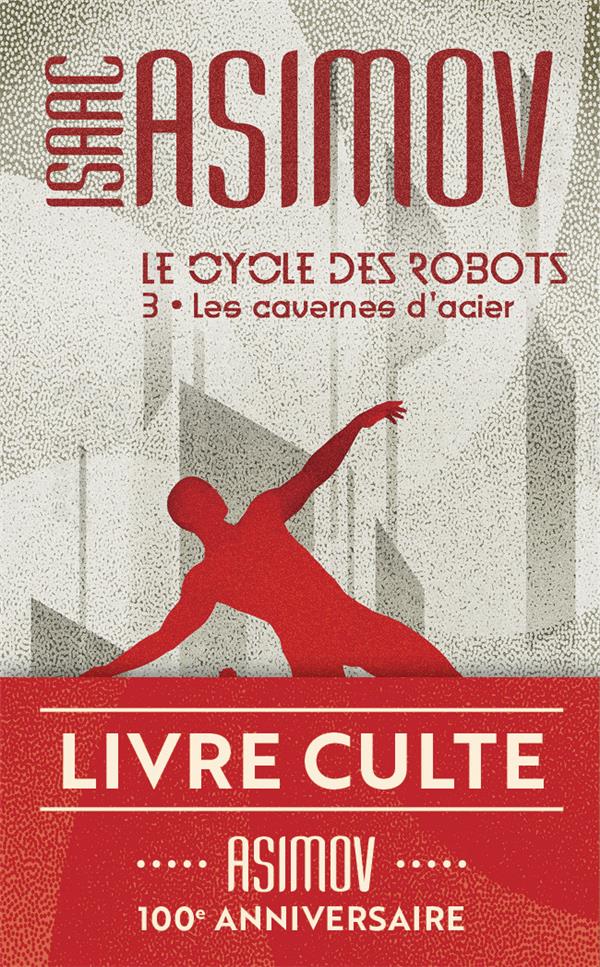 ISAAC
ASIMOV
LE CYCLE DES ROBOTS
3 • Les cavernes d'acier
LIVRE CULTE
ASIMOV
100e ANNIVERSAIRE